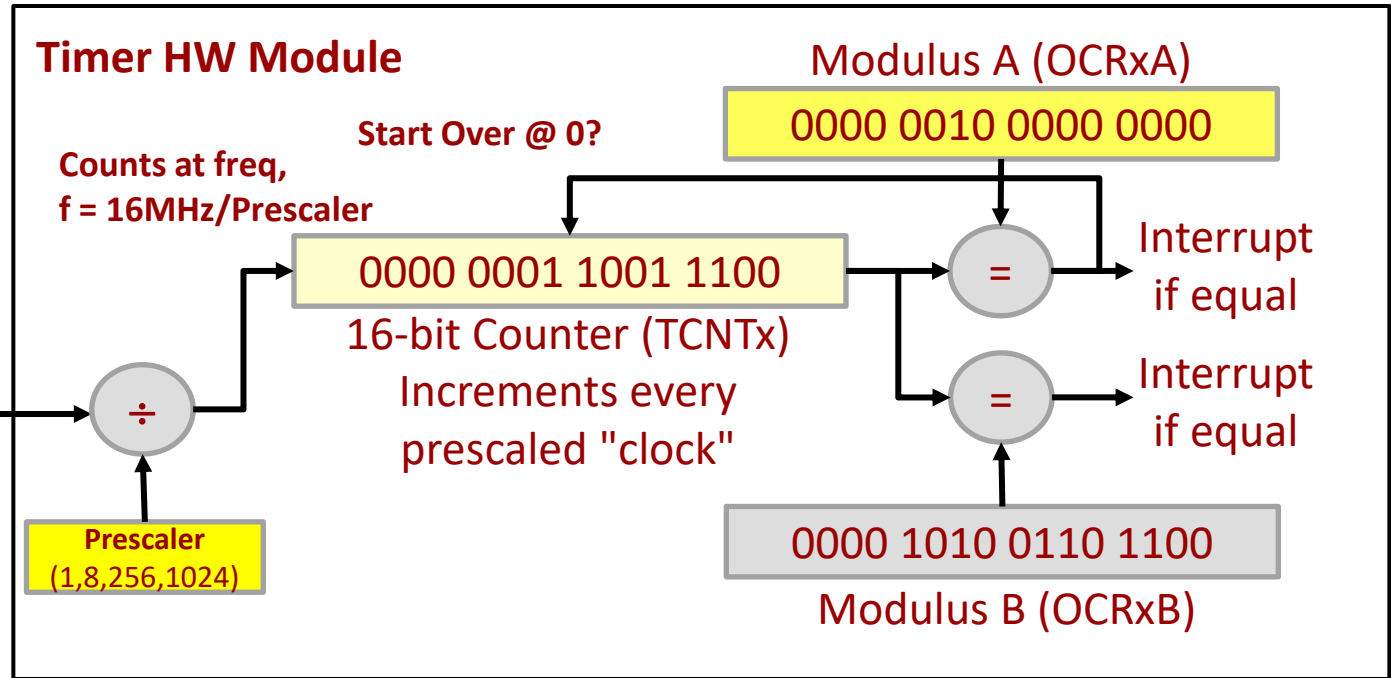 Timer HW Module
Modulus A (OCRxA)
0000 0010 0000 0000
Start Over @ 0?
Counts at freq,
f = 16MHz/Prescaler
0000 0001 1001 1100
=
Interrupt
if equal
16-bit Counter (TCNTx)
Increments every
prescaled "clock"
÷
=
Interrupt
if equal
Prescaler
(1,8,256,1024)
0000 1010 0110 1100
Modulus B (OCRxB)